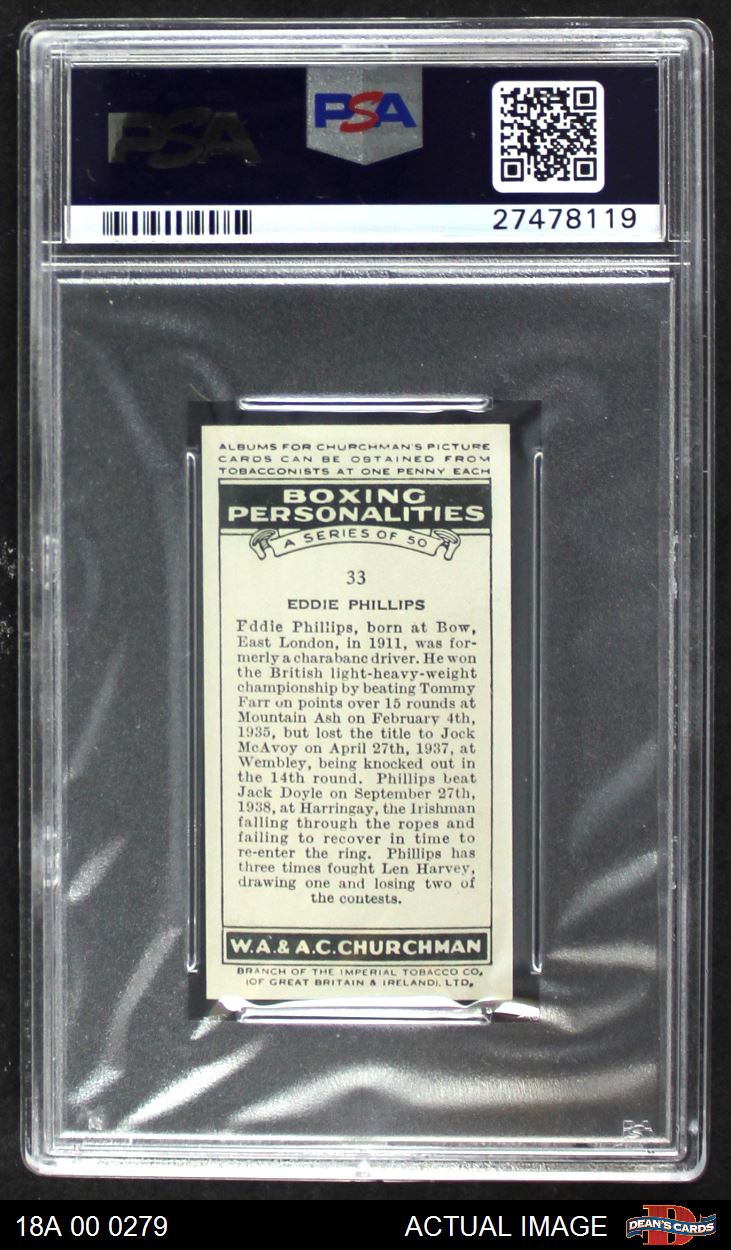 PSA
PSA
27478119
ALBUMS FOR CHURCHMAN'S PICTURE
CARDS CAN BE OBTAINED FROM
TOBACCONISTS AT ONE PENNY EACH
BOXING
PERSONALITIES
A SERIES OF 50
33
EDDIE PHILLIPS
Eddie Phillips, born at Bow,
East London, in 1911, was for-
merly a charabanc driver. He won
the British light-heavy-weight
championship by beating Tommy
Farr on points over 15 rounds at
Mountain Ash on February 4th,
1935, but lost the title to Jock
McAvoy on April 27th, 1937, at
Wembley, being knocked out in
the 14th round. Phillips beat
Jack Doyle on September 27th,
1938, at Harringay, the Irishman
falling through the ropes and
failing to recover in time to
re-enter the ring. Phillips has
three times fought Len Harvey,
drawing one and losing two of
the contests.
W.A. & A.C. CHURCHMAN
BRANCH OF THE IMPERIAL TOBACCO CO.
(OF GREAT BRITAIN & IRELAND), LTD.
PSA
18A 00 0279
ACTUAL IMAGE
DEAN'S CARDS